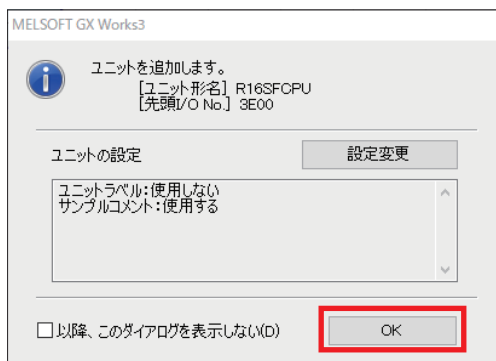 MELSOFT GX Works3
ユニットを追加します。
[ユニット形名] R16SFCPU
[先頭I/O No.] 3E00
ユニットの設定
設定変更
ユニットラベル:使用しない
サンプルコメント:使用する
以降、このダイアログを表示しない(D)
OK